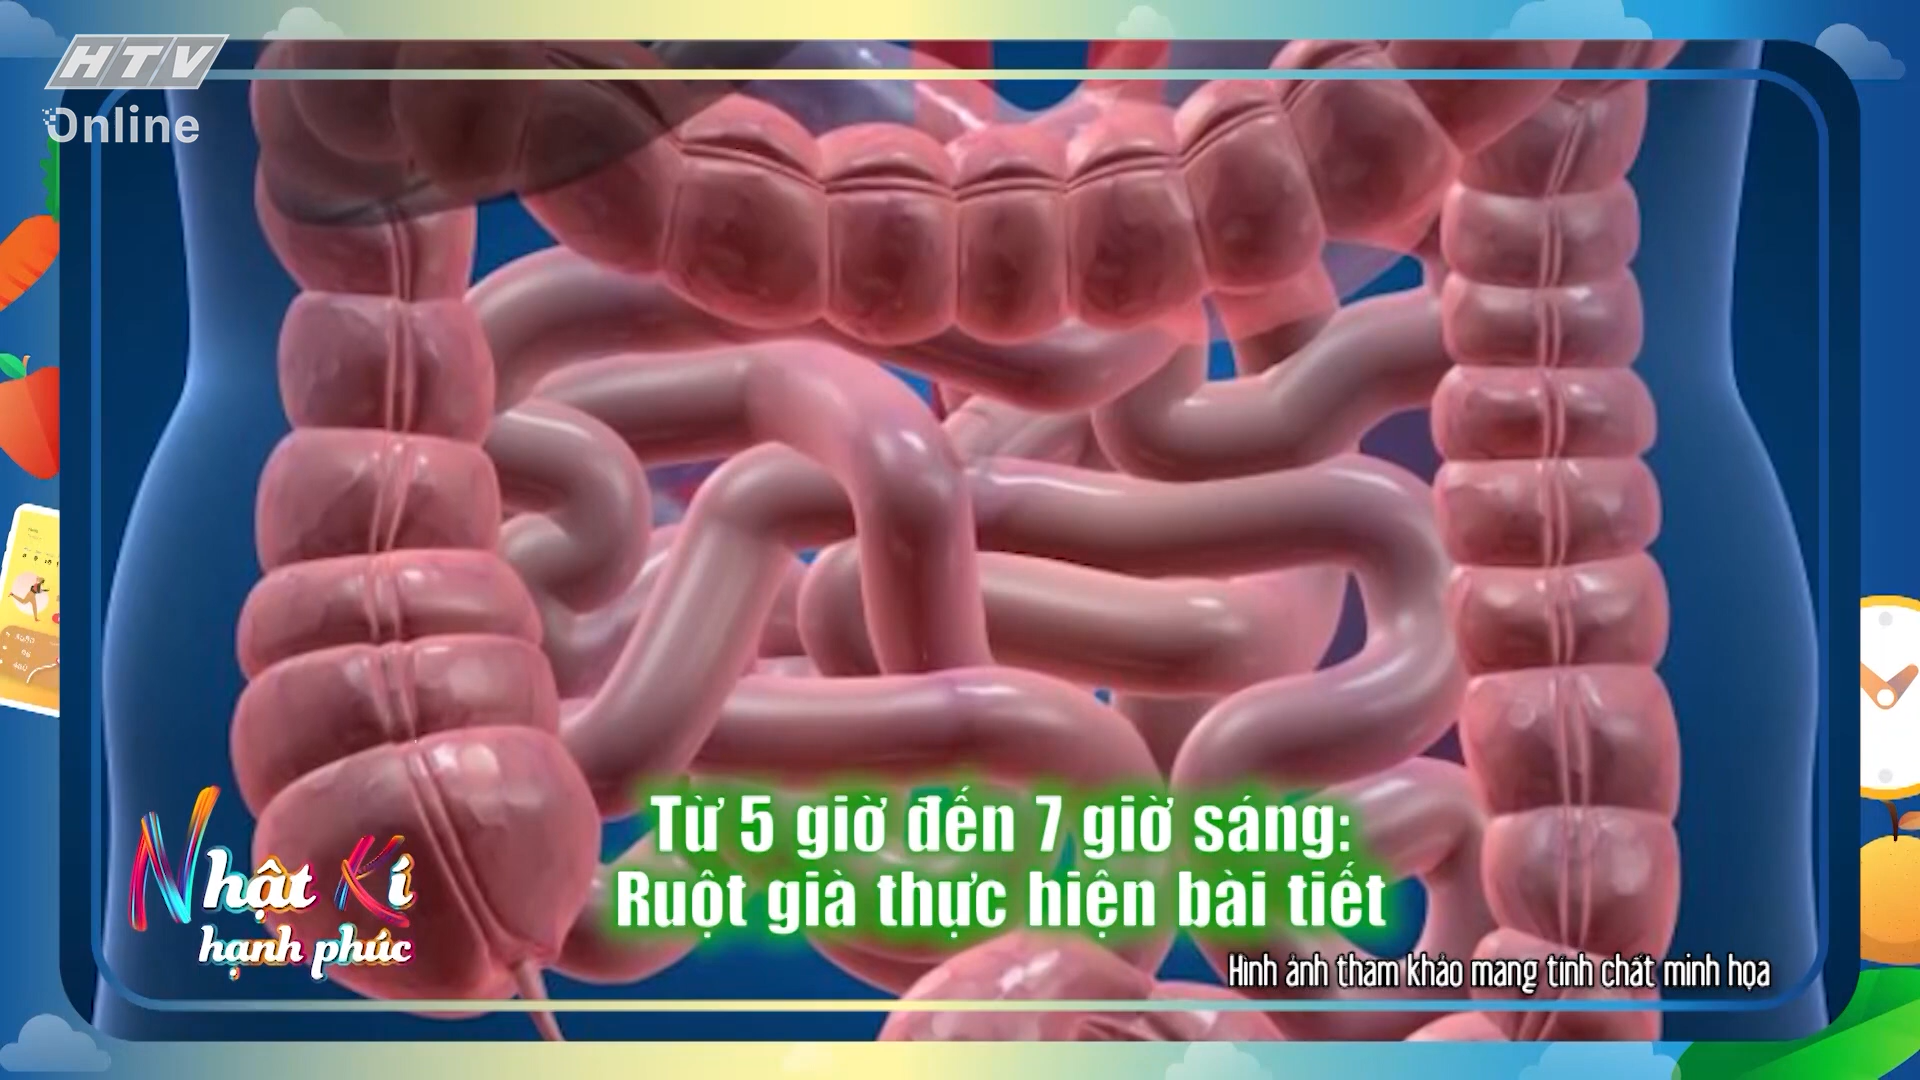 HTV
Online
Từ 5 giờ đến 7 giờ sáng:
Ruột già thực hiện bài tiết
Nhật Kí
hạnh phúc
Hình ảnh tham khảo mang tính chất minh họa